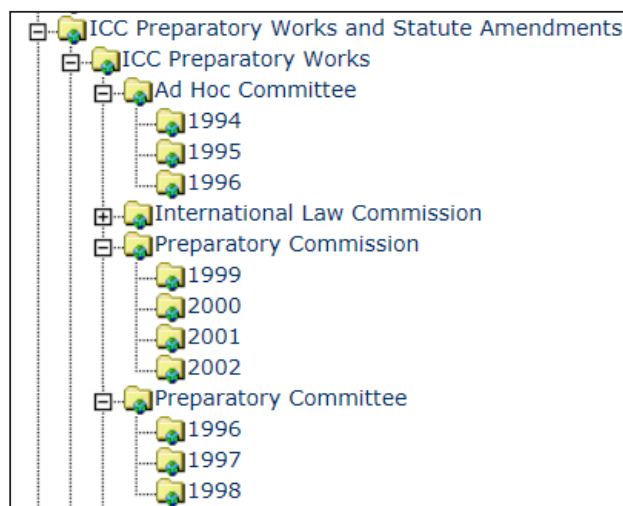 ICC Preparatory Works and Statute Amendments
ICC Preparatory Works
Ad Hoc Committee
1994
1995
1996
International Law Commission
Preparatory Commission
1999
2000
2001
2002
Preparatory Committee
1996
1997
1998